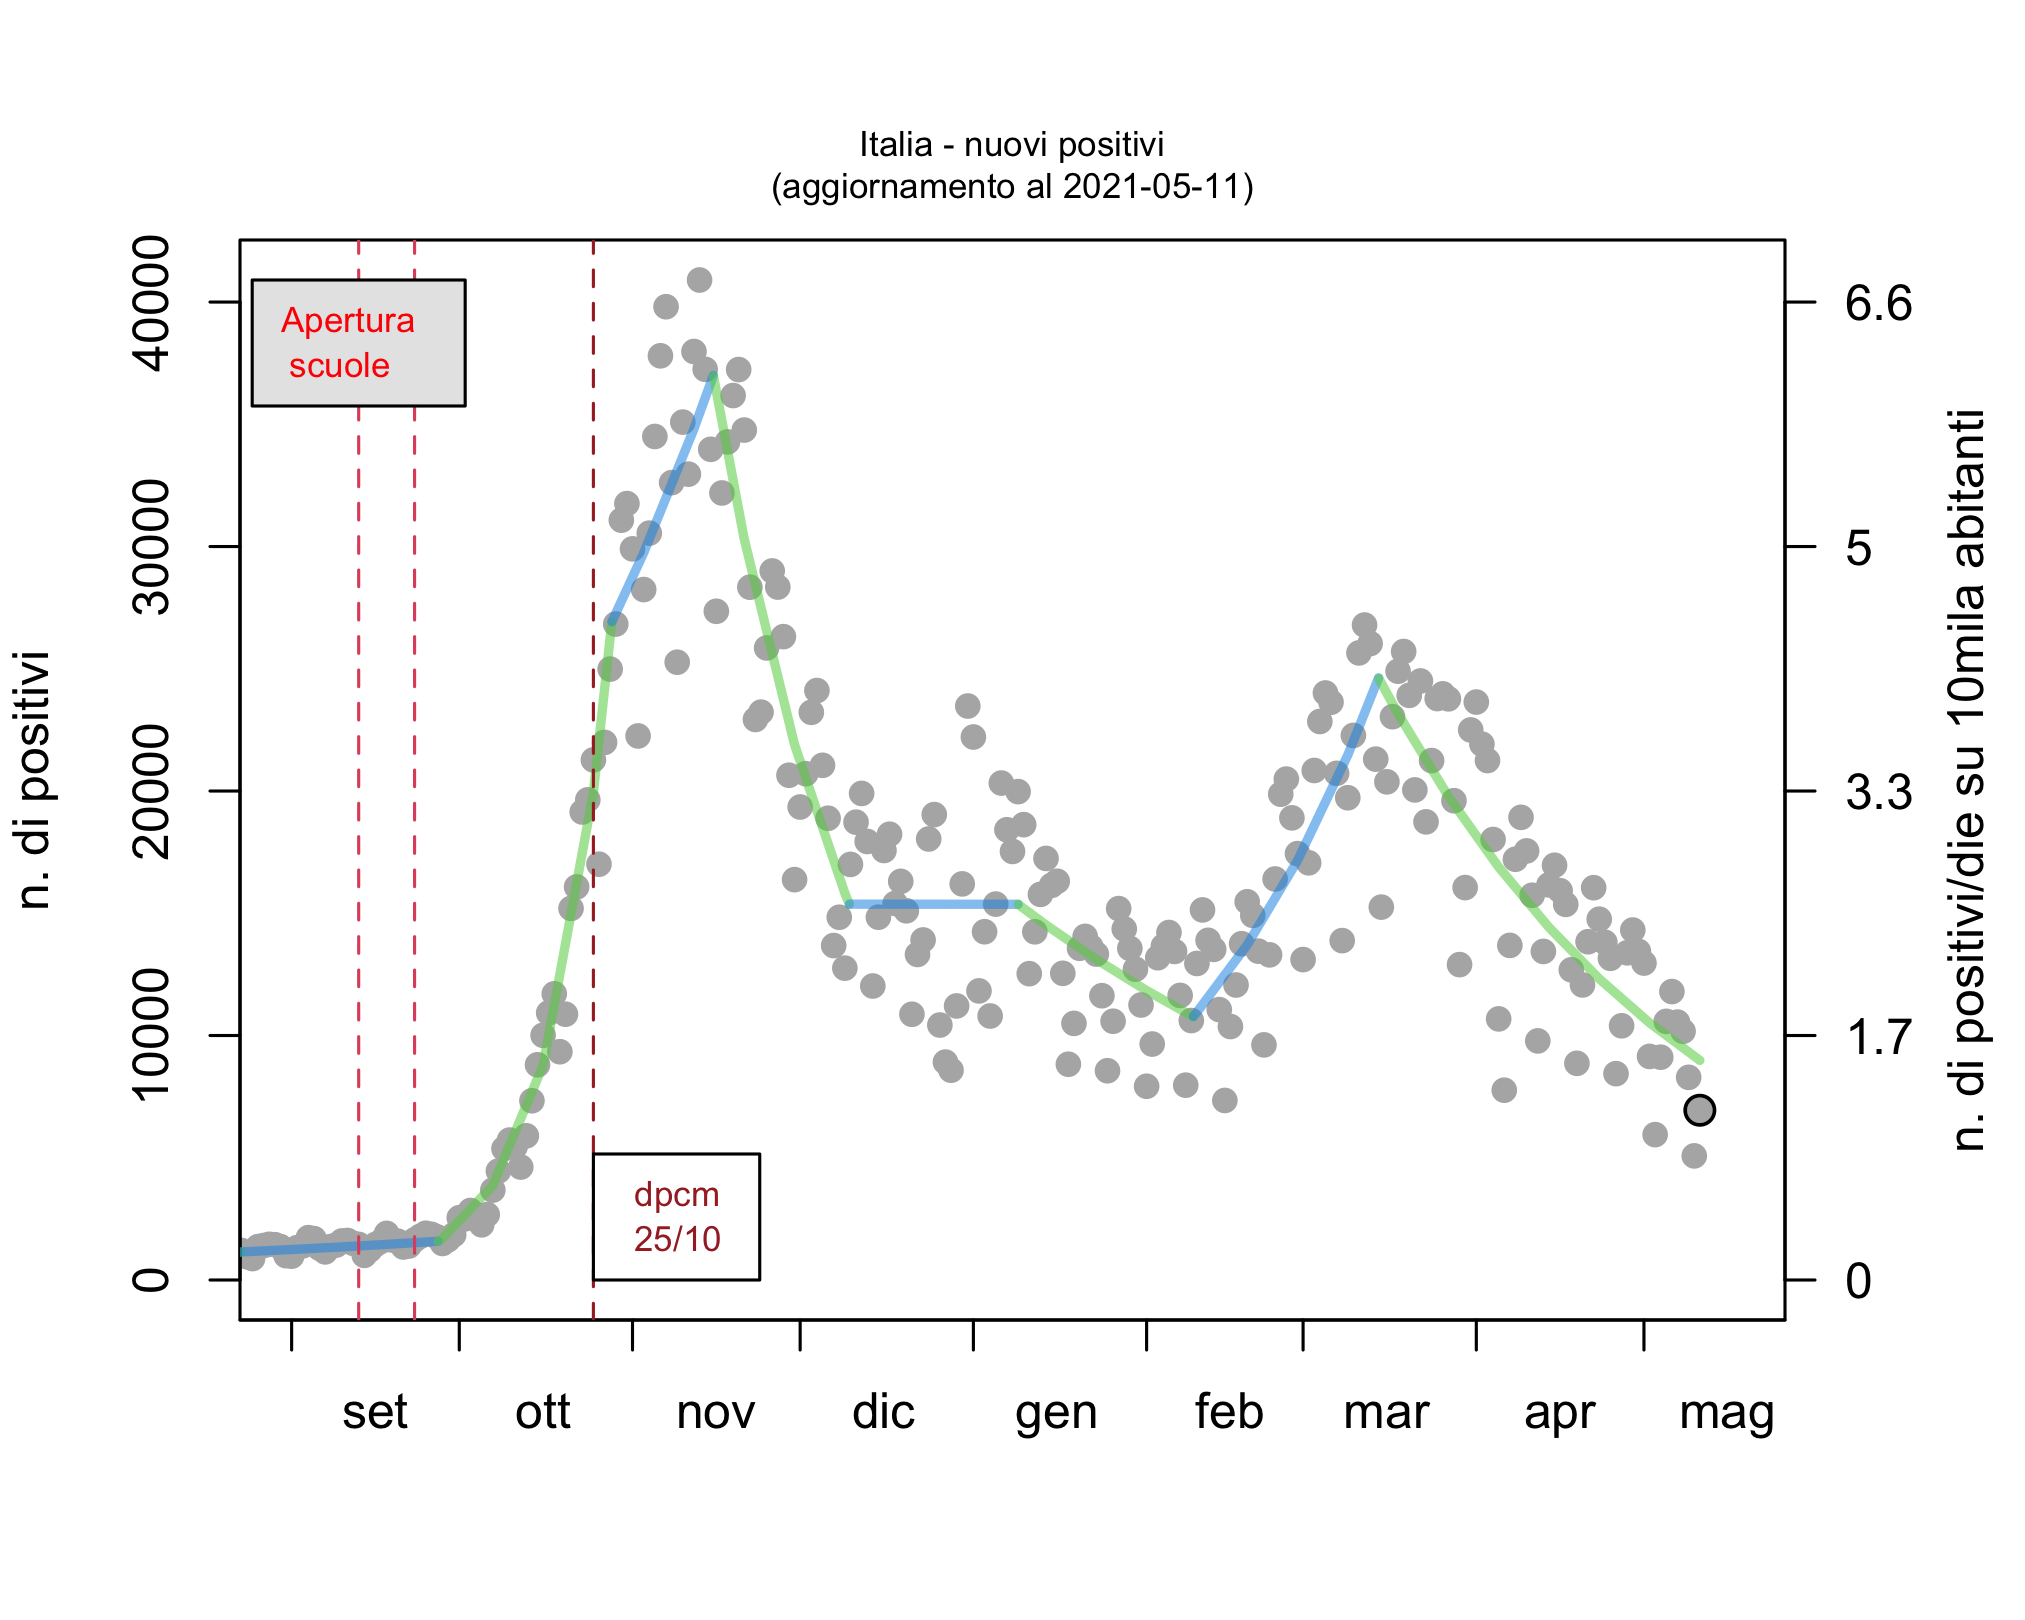 Italia - nuovi positivi
(aggiornamento al 2021-05-11)
n. di positivi
40000
30000
20000
10000
0
Apertura
scuole
dpcm
25/10
6.6
5
3.3
1.7
0
n. di positivi/die su 10mila abitanti
set ott nov dic gen feb mar apr mag